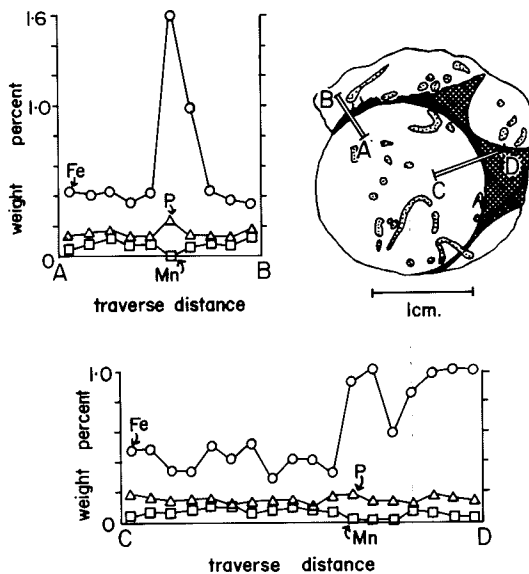 1·6
1·0
0
weight percent
Fe
P
Mn
A
B
traverse distance
B
A
D
C
1cm.
1·0
0
weight percent
Fe
P
Mn
C
D
traverse distance